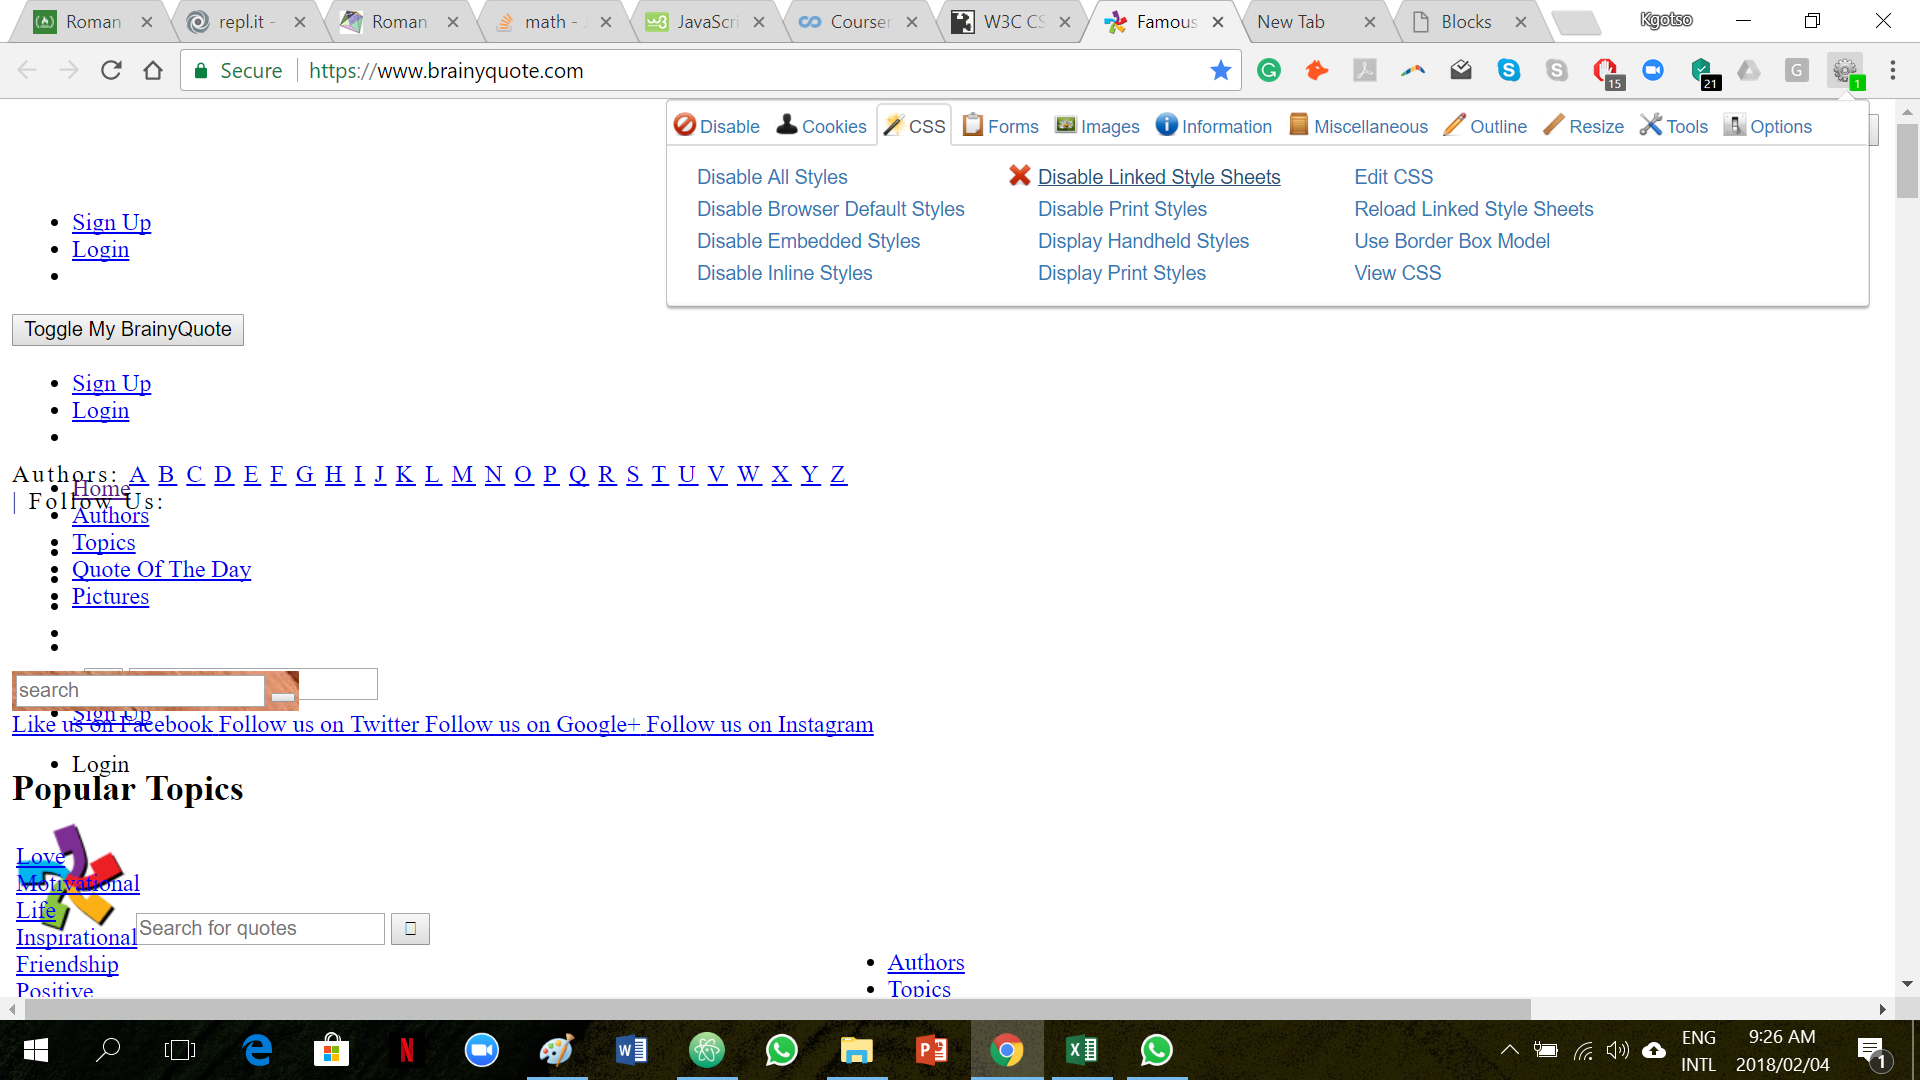 Roman
repl.it -
Roman
math -
JavaScri
Courser
W3C CS
Famous
New Tab
Blocks
Kgotso
Secure
https://www.brainyquote.com
15
21
G
1
Disable
Cookies
CSS
Forms
Images
Information
Miscellaneous
Outline
Resize
Tools
Options
Disable All Styles
Disable Linked Style Sheets
Edit CSS
Disable Browser Default Styles
Disable Print Styles
Reload Linked Style Sheets
Disable Embedded Styles
Display Handheld Styles
Use Border Box Model
Disable Inline Styles
Display Print Styles
View CSS
Sign Up
Login
Toggle My BrainyQuote
Sign Up
Login
Authors: A B C D E F G H I J K L M N O P Q R S T U V W X Y Z
Home
| Follow Us:
Authors
Topics
Quote Of The Day
Pictures
search
Sign Up
Like us on Facebook Follow us on Twitter Follow us on Google+ Follow us on Instagram
Login
Popular Topics
Love
Motivational
Life
Search for quotes
Inspirational
Friendship
Positive
Authors
Topics
ENG
INTL
9:26 AM
2018/02/04
1